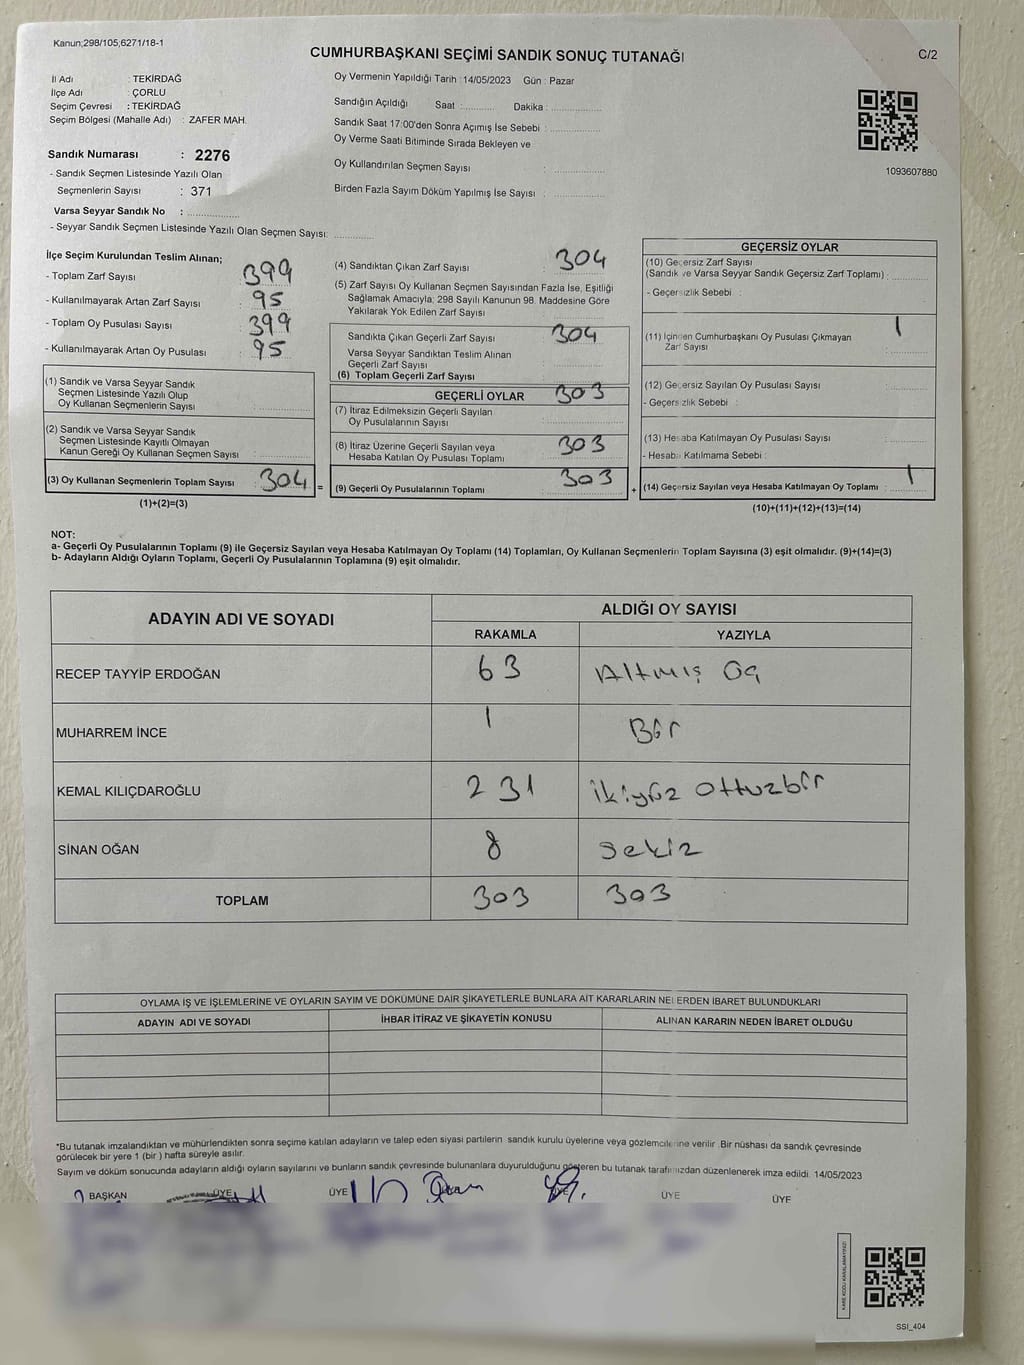 Kanun;298/105;6271/18-1
CUMHURBAŞKANI SEÇİMİ SANDIK SONUÇ TUTANAĞI
C/2
İl Adı : TEKİRDAĞ
İlçe Adı : ÇORLU
Seçim Çevresi : TEKİRDAĞ
Seçim Bölgesi (Mahalle Adı) : ZAFER MAH.
Sandık Numarası : 2276
- Sandık Seçmen Listesinde Yazılı Olan
Seçmenlerin Sayısı : 371
Varsa Seyyar Sandık No : ..................
- Seyyar Sandık Seçmen Listesinde Yazılı Olan Seçmen Sayısı: .............
Oy Vermenin Yapıldığı Tarih :14/05/2023 Gün : Pazar
Sandığın Açıldığı Saat :........... Dakika :................
Sandık Saat 17:00'den Sonra Açımış İse Sebebi : ................
Oy Verme Saati Bitiminde Sırada Bekleyen ve
Oy Kullandırılan Seçmen Sayısı : ................
Birden Fazla Sayım Döküm Yapılmış İse Sayısı : ................
1093607880
İlçe Seçim Kurulundan Teslim Alınan;
- Toplam Zarf Sayısı 399
- Kullanılmayarak Artan Zarf Sayısı 95
- Toplam Oy Pusulası Sayısı 399
- Kullanılmayarak Artan Oy Pusulası 95
(1) Sandık ve Varsa Seyyar Sandık
Seçmen Listesinde Yazılı Olup
Oy Kullanan Seçmenlerin Sayısı : ................
(2) Sandık ve Varsa Seyyar Sandık
Seçmen Listesinde Kayıtlı Olmayan
Kanun Gereği Oy Kullanan Seçmen Sayısı : ................
(3) Oy Kullanan Seçmenlerin Toplam Sayısı : 304 =
(1)+(2)=(3)
(4) Sandıktan Çıkan Zarf Sayısı : 304
(5) Zarf Sayısı Oy Kullanan Seçmen Sayısından Fazla İse, Eşitliği
Sağlamak Amacıyla; 298 Sayılı Kanunun 98. Maddesine Göre
Yakılarak Yok Edilen Zarf Sayısı : ................
Sandıkta Çıkan Geçerli Zarf Sayısı : 304
Varsa Seyyar Sandıktan Teslim Alınan
Geçerli Zarf Sayısı : ................
(6) Toplam Geçerli Zarf Sayısı : ................
GEÇERLİ OYLAR 303
(7) İtiraz Edilmeksizin Geçerli Sayılan
Oy Pusulalarının Sayısı : ................
(8) İtiraz Üzerine Geçerli Sayılan veya
Hesaba Katılan Oy Pusulası Toplamı : 303
(9) Geçerli Oy Pusulalarının Toplamı : 303 +
GEÇERSİZ OYLAR
(10) Geçersiz Zarf Sayısı
(Sandık ve Varsa Seyyar Sandık Geçersiz Zarf Toplamı) : ..........
- Geçersizlik Sebebi :
(11) İçinden Cumhurbaşkanı Oy Pusulası Çıkmayan
Zarf Sayısı : 1
(12) Geçersiz Sayılan Oy Pusulası Sayısı : ..........
- Geçersizlik Sebebi :
(13) Hesaba Katılmayan Oy Pusulası Sayısı : ..........
- Hesaba Katılmama Sebebi :
(14) Geçersiz Sayılan veya Hesaba Katılmayan Oy Toplamı : 1
(10)+(11)+(12)+(13)=(14)
NOT:
a- Geçerli Oy Pusulalarının Toplamı (9) ile Geçersiz Sayılan veya Hesaba Katılmayan Oy Toplamı (14) Toplamları, Oy Kullanan Seçmenlerin Toplam Sayısına (3) eşit olmalıdır. (9)+(14)=(3)
b- Adayların Aldığı Oyların Toplamı, Geçerli Oy Pusulalarının Toplamına (9) eşit olmalıdır.
ADAYIN ADI VE SOYADI ALDIĞI OY SAYISI
RAKAMLA YAZIYLA
RECEP TAYYİP ERDOĞAN 63 Altmış üç
MUHARREM İNCE 1 Bir
KEMAL KILIÇDAROĞLU 231 ikiyüz Ottuzbir
SİNAN OĞAN 8 Sekiz
TOPLAM 303 303
OYLAMA İŞ VE İŞLEMLERİNE VE OYLARIN SAYIM VE DÖKÜMÜNE DAİR ŞİKAYETLERLE BUNLARA AİT KARARLARIN NELERDEN İBARET BULUNDUKLARI
ADAYIN ADI VE SOYADI İHBAR İTİRAZ VE ŞİKAYETİN KONUSU ALINAN KARARIN NEDEN İBARET OLDUĞU
*Bu tutanak imzalandıktan ve mühürlendikten sonra seçime katılan adayların ve talep eden siyasi partilerin sandık kurulu üyelerine veya gözlemcilerine verilir .Bir nüshası da sandık çevresinde
görülecek bir yere 1 (bir ) hafta süreyle asılır.
Sayım ve döküm sonucunda adayların aldığı oyların sayılarını ve bunların sandık çevresinde bulunanlara duyurulduğunu gösteren bu tutanak tarafımızdan düzenlenerek imza edildi. 14/05/2023
BAŞKAN ÜYE ÜYE ÜYE ÜYE ÜYE
KARE KODU KARALAMAYINIZ!
SSI_404